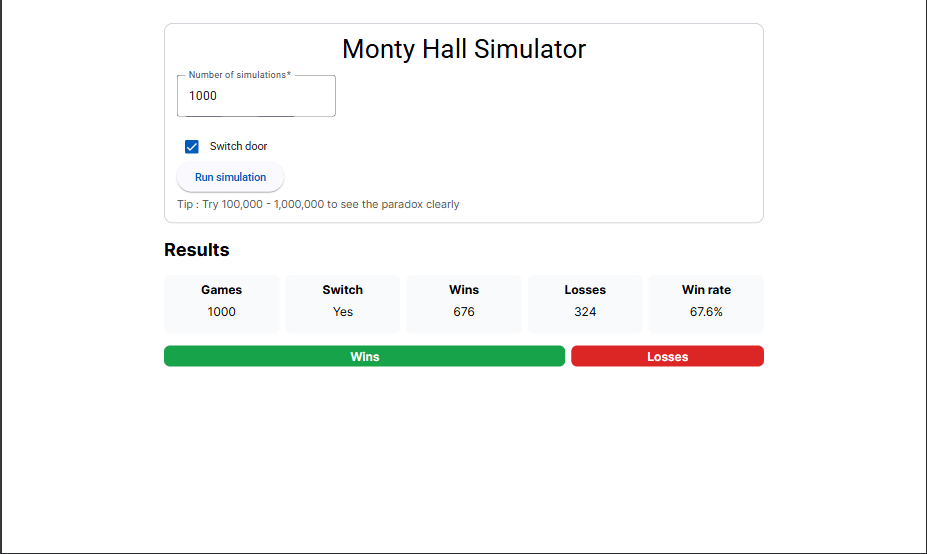 Monty Hall Simulator
Number of simulations*
1000
Switch door
Run simulation
Tip : Try 100,000 - 1,000,000 to see the paradox clearly
Results
Games Switch Wins Losses Win rate
1000 Yes 676 324 67.6%
Wins Losses